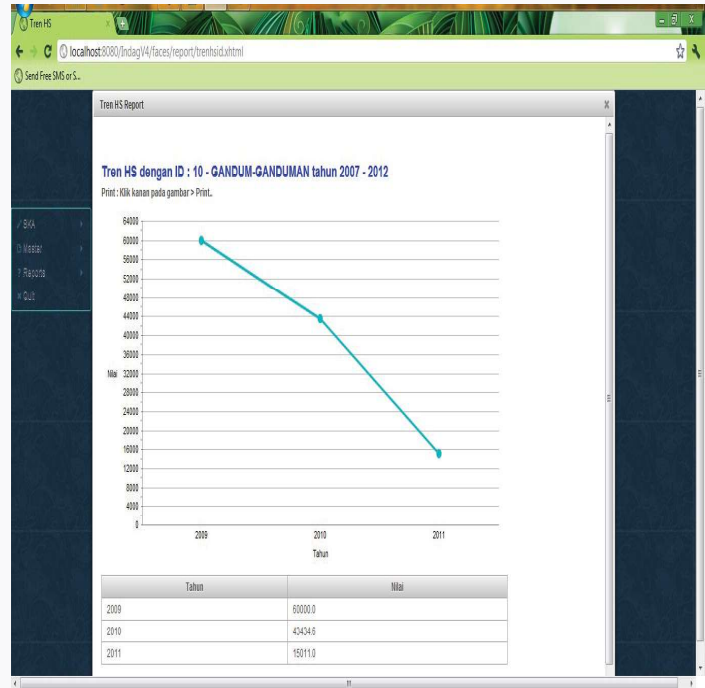 Tren HS
localhost:8080/IndagV4/faces/report/trenhsid.xhtml
Send Free SMS or S...
Tren HS Report
Tren HS dengan ID : 10 - GANDUM-GANDUMAN tahun 2007 - 2012
Print : Klik kanan pada gambar > Print..
BKA
Master
Reports
Quit
64000
60000
56000
52000
48000
44000
40000
36000
Nilai 32000
28000
24000
20000
16000
12000
8000
4000
0
2009 2010 2011
Tahun
Tahun Nilai
2009 60000.0
2010 43434.6
2011 15011.0